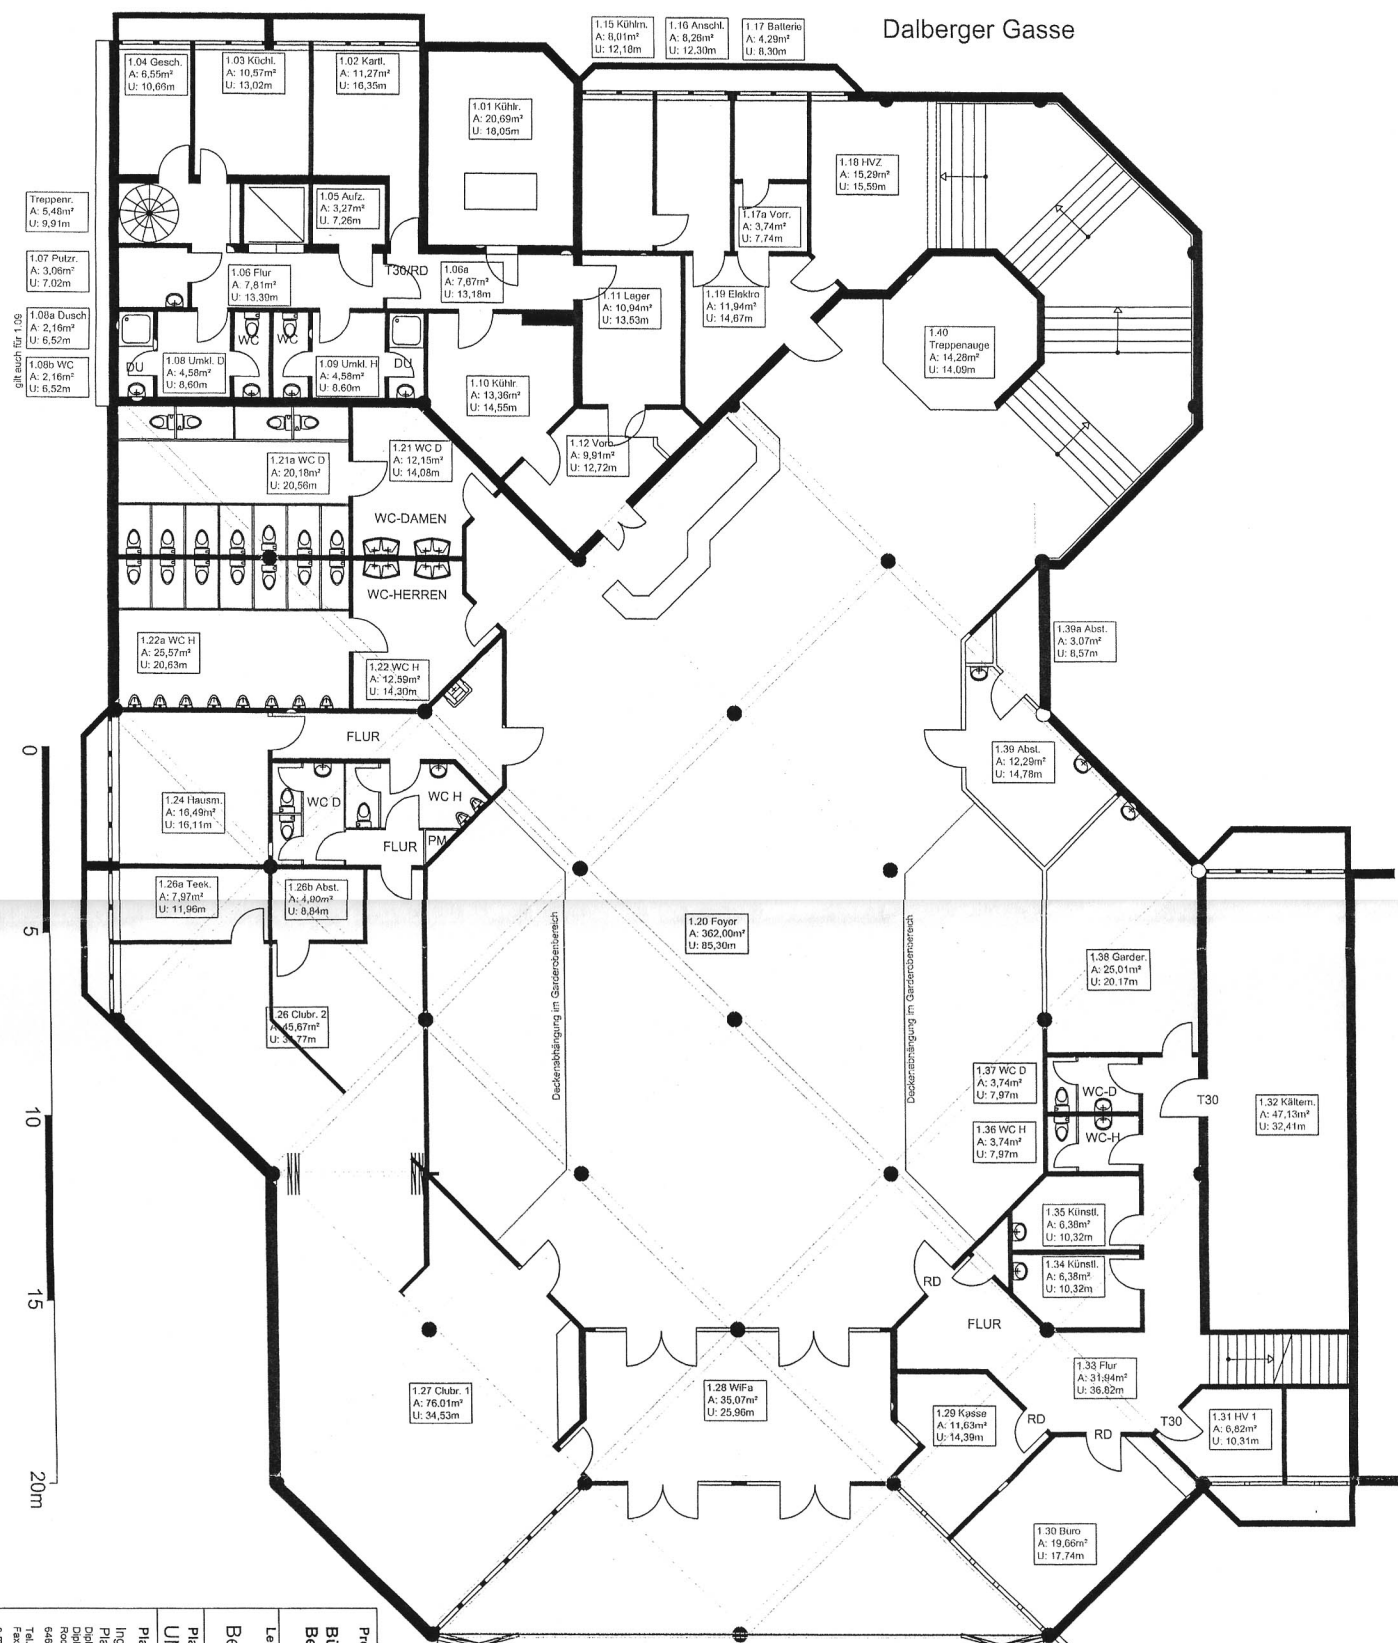 Dalberger Gasse
1.15 Kühlrn.
A: 8,01m²
U: 12,18m
1.16 Anschl.
A: 8,26m²
U: 12,30m
1.17 Batterie
A: 4,29m²
U: 8,30m
1.04 Gesch.
A: 6,55m²
U: 10,66m
1.03 Küchl.
A: 10,57m²
U: 13,02m
1.02 Kartl.
A: 11,27m²
U: 16,35m
1.01 Kühlr.
A: 20,69m²
U: 18,05m
1.18 HVZ
A: 15,29m²
U: 15,59m
Treppenr.
A: 5,48m²
U: 9,91m
1.05 Aufz.
A: 3,27m²
U: 7,26m
1.17a Vorr.
A: 3,74m²
U: 7,74m
1.07 Putzr.
A: 3,06m²
U: 7,02m
1.06 Flur
A: 7,81m²
U: 13,39m
T30/RD
1.06a
A: 7,67m²
U: 13,18m
1.11 Lager
A: 10,94m²
U: 13,53m
1.19 Elektro
A: 11,94m²
U: 14,67m
1.08a Dusch
A: 2,16m²
U: 6,52m
1.08b WC
A: 2,16m²
U: 6,52m
gilt auch für 1.09
DU
1.08 Umkl. D
A: 4,58m²
U: 8,60m
WC
WC
1.09 Umkl. H
A: 4,58m²
U: 8,60m
DU
1.10 Kühlr.
A: 13,36m²
U: 14,55m
1.40
Treppenauge
A: 14,28m²
U: 14,09m
1.12 Vorb.
A: 9,91m²
U: 12,72m
1.21a WC D
A: 20,18m²
U: 20,56m
1.21 WC D
A: 12,15m²
U: 14,08m
WC-DAMEN
WC-HERREN
1.22a WC H
A: 25,57m²
U: 20,63m
1.22 WC H
A: 12,59m²
U: 14,30m
1.39a Abst.
A: 3,07m²
U: 8,57m
FLUR
1.39 Abst.
A: 12,29m²
U: 14,78m
1.24 Hausm.
A: 16,49m²
U: 16,11m
WC D
WC H
FLUR
PM
1.26a Teek.
A: 7,97m²
U: 11,96m
1.26b Abst.
A: 4,90m²
U: 8,84m
1.20 Foyer
A: 362,00m²
U: 85,30m
Deckenabhängung im Garderobenbereich
Deckenabhängung im Garderobenbereich
1.38 Garder.
A: 25,01m²
U: 20,17m
.26 Clubr. 2
A: 45,67m²
1.37 WC D
A: 3,74m²
U: 7,97m
WC-D
T30
1.32 Kältem.
A: 47,13m²
U: 32,41m
1.36 WC H
A: 3,74m²
U: 7,97m
WC-H
1.35 Künstl.
A: 6,38m²
U: 10,32m
1.34 Künstl.
A: 6,38m²
U: 10,32m
RD
FLUR
1.33 Flur
A: 31,94m²
U: 36,82m
1.27 Clubr. 1
A: 76,01m²
U: 34,53m
1.28 WiFa
A: 35,07m²
U: 25,96m
1.29 Kasse
A: 11,63m²
U: 14,39m
RD
RD
T30
1.31 HV 1
A: 6,82m²
U: 10,31m
1.30 Büro
A: 19,66m²
U: 17,74m
0
5
10
15
20m
Pr
Bü
Be
Le
Be
Pla
Pla
Ing
Pla
Dipl
Dipl
646
Tel.
Fax